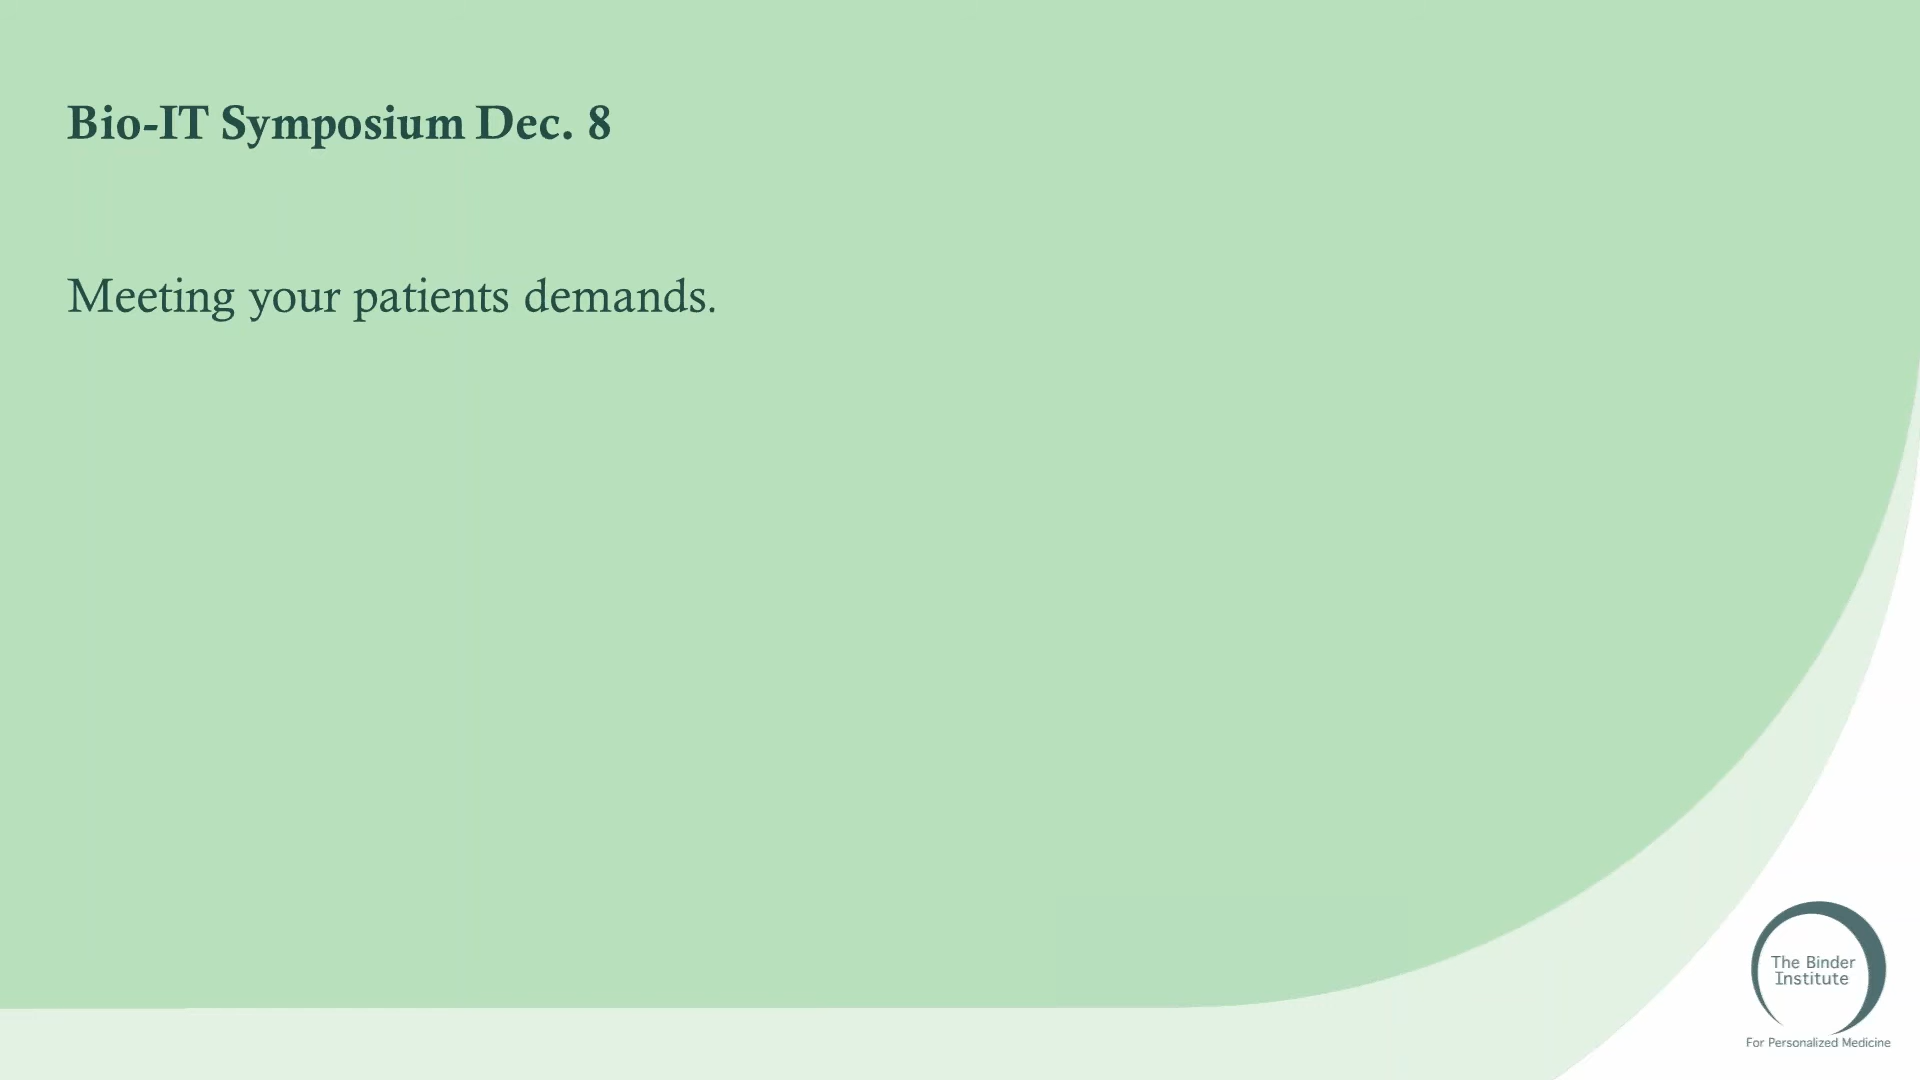 Bio-IT Symposium Dec. 8
Meeting your patients demands.
The Binder
Institute
For Personalized Medicine